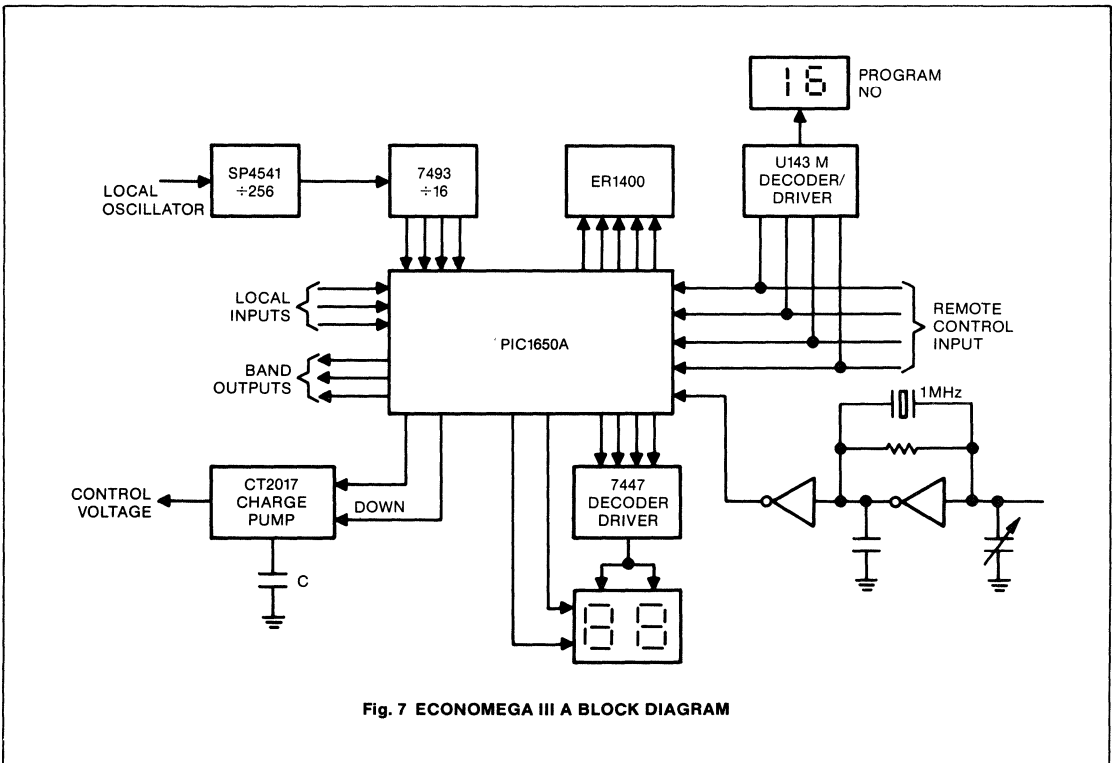 16
PROGRAM
NO
SP4541
÷256
7493
÷16
ER1400
U143 M
DECODER/
DRIVER
LOCAL
OSCILLATOR
LOCAL
INPUTS
BAND
OUTPUTS
PIC1650A
REMOTE
CONTROL
INPUT
1MHz
CONTROL
VOLTAGE
CT2017
CHARGE
PUMP
DOWN
C
7447
DECODER
DRIVER
88
Fig. 7 ECONOMEGA III A BLOCK DIAGRAM